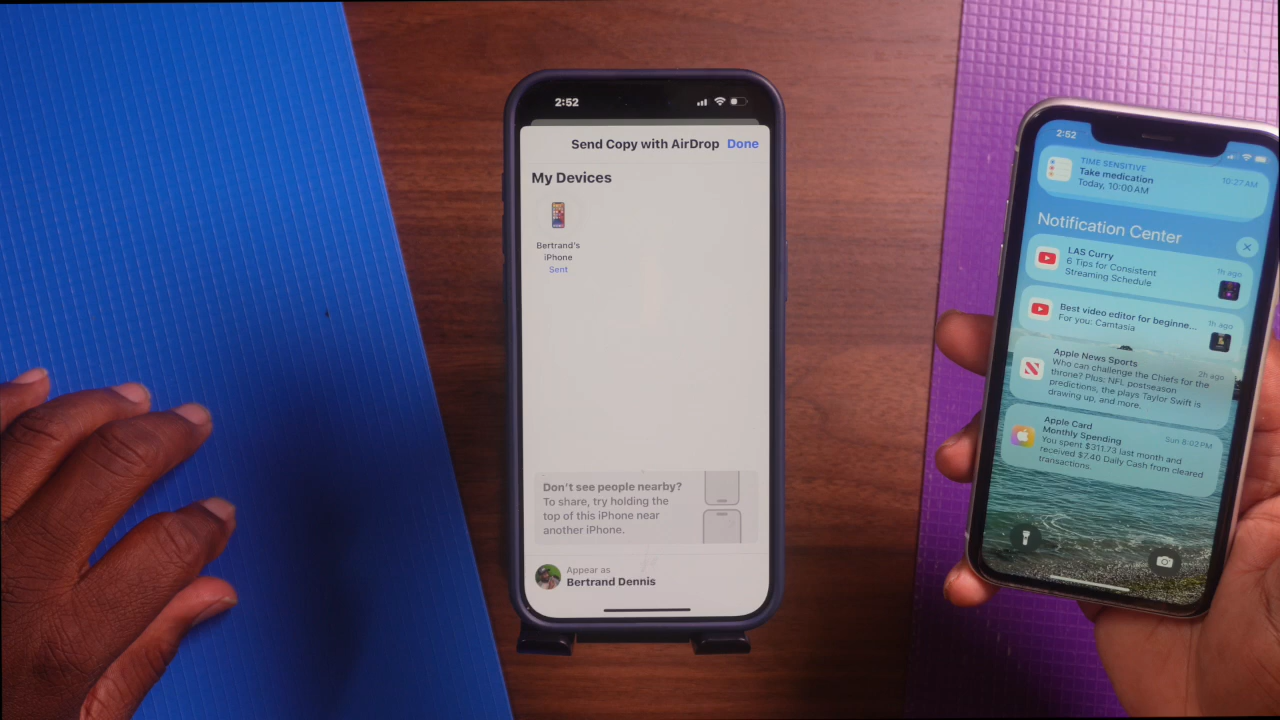 2:52
Send Copy with AirDrop
Done
My Devices
Bertrand's
iPhone
Sent
Don't see people nearby?
To share, try holding the
top of this iPhone near
another iPhone.
Appear as
Bertrand Dennis
2:52
TIME SENSITIVE
10:27 AM
Take medication
Today, 10:00 AM
Notification Center
LAS Curry
1h ago
6 Tips for Consistent
Streaming Schedule
Best video editor for beginne...
1h ago
For you: Camtasia
Apple News Sports
2h ago
Who can challenge the Chiefs for the
throne? Plus: NFL postseason
predictions, the plays Taylor Swift is
drawing up, and more.
Apple Card
Sun 8:02 PM
Monthly Spending
You spent $311.73 last month and
received $7.40 Daily Cash from cleared
transactions.